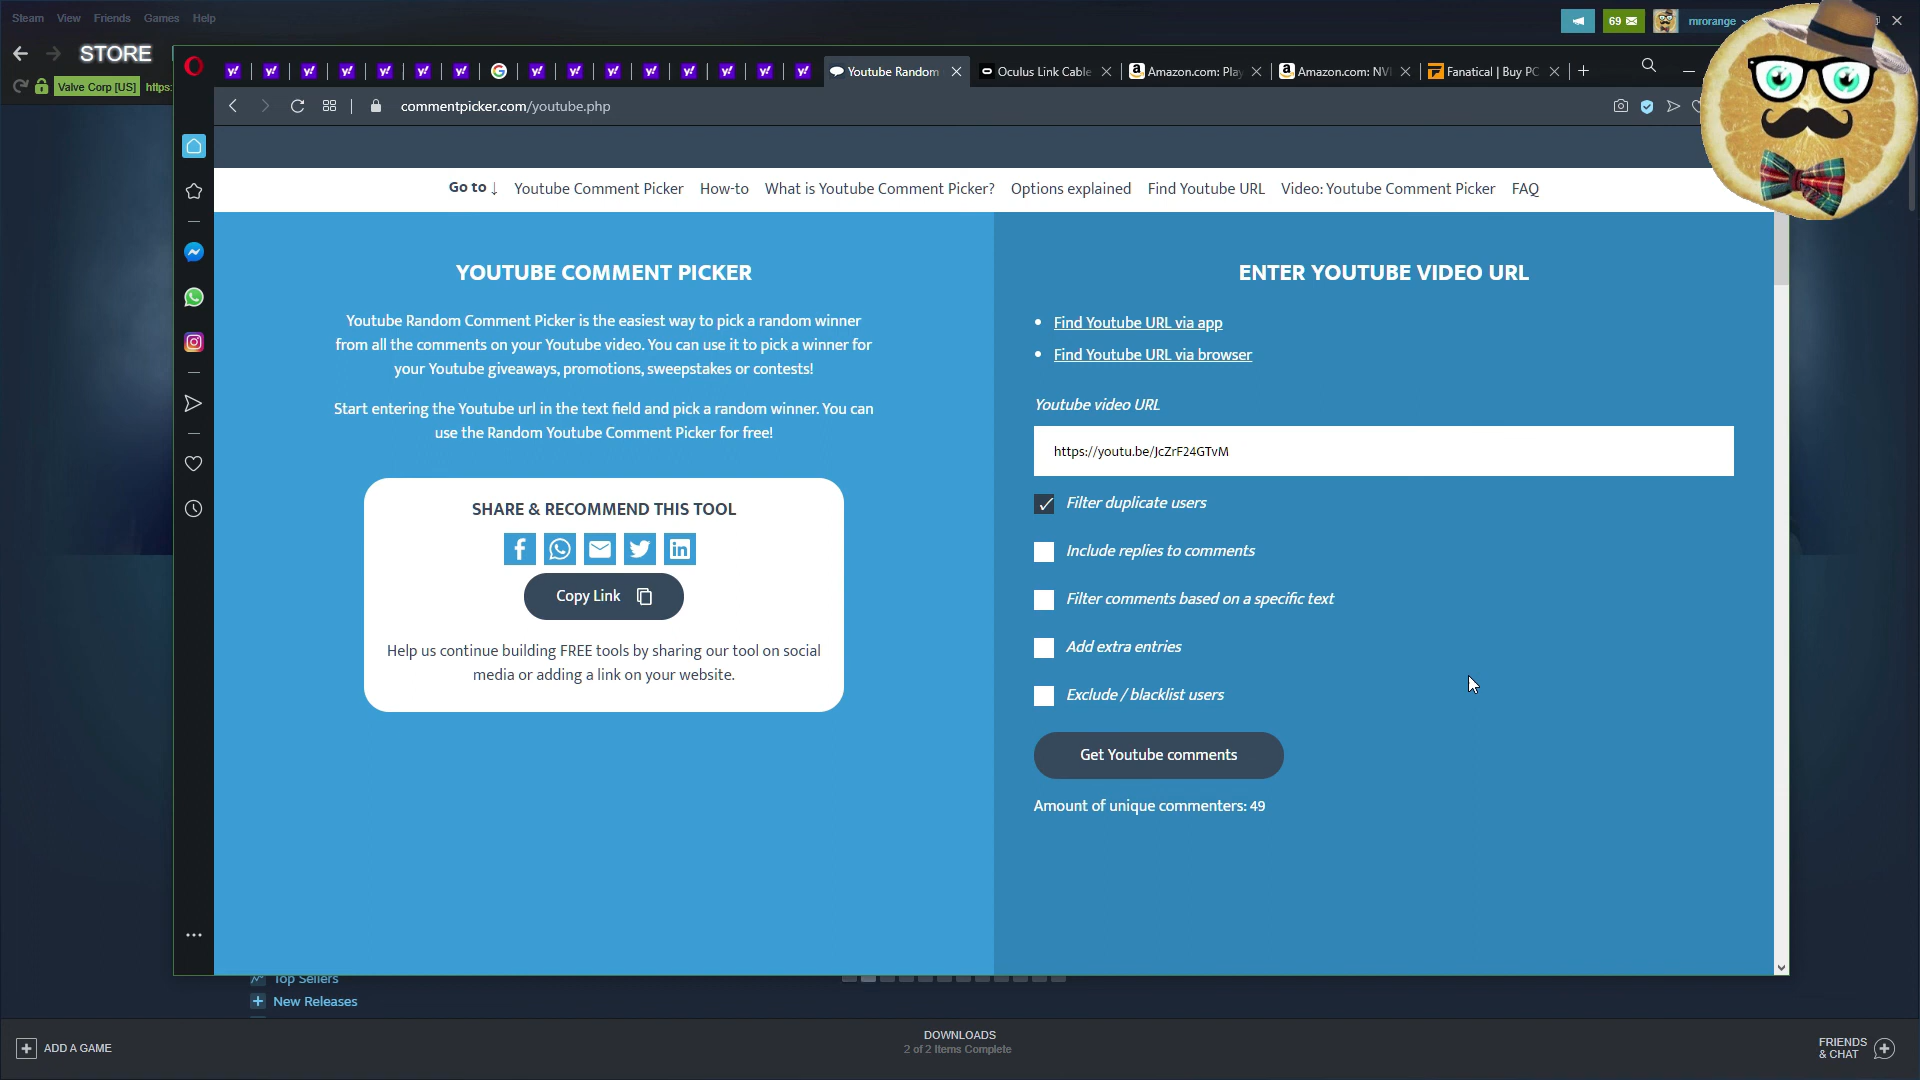 Steam View Friends Games Help
69
mrorange
STORE
Valve Corp [US] https:
Youtube Random
Oculus Link Cable
Amazon.com: Play
Amazon.com: NVI
Fanatical | Buy PC
commentpicker.com/youtube.php
Go to ↓ Youtube Comment Picker How-to What is Youtube Comment Picker? Options explained Find Youtube URL Video: Youtube Comment Picker FAQ
YOUTUBE COMMENT PICKER
Youtube Random Comment Picker is the easiest way to pick a random winner
from all the comments on your Youtube video. You can use it to pick a winner for
your Youtube giveaways, promotions, sweepstakes or contests!
Start entering the Youtube url in the text field and pick a random winner. You can
use the Random Youtube Comment Picker for free!
SHARE & RECOMMEND THIS TOOL
Copy Link
Help us continue building FREE tools by sharing our tool on social
media or adding a link on your website.
ENTER YOUTUBE VIDEO URL
• Find Youtube URL via app
• Find Youtube URL via browser
Youtube video URL
https://youtu.be/JcZrF24GTvM
Filter duplicate users
Include replies to comments
Filter comments based on a specific text
Add extra entries
Exclude / blacklist users
Get Youtube comments
Amount of unique commenters: 49
Top Sellers
New Releases
ADD A GAME
DOWNLOADS
2 of 2 Items Complete
FRIENDS
& CHAT